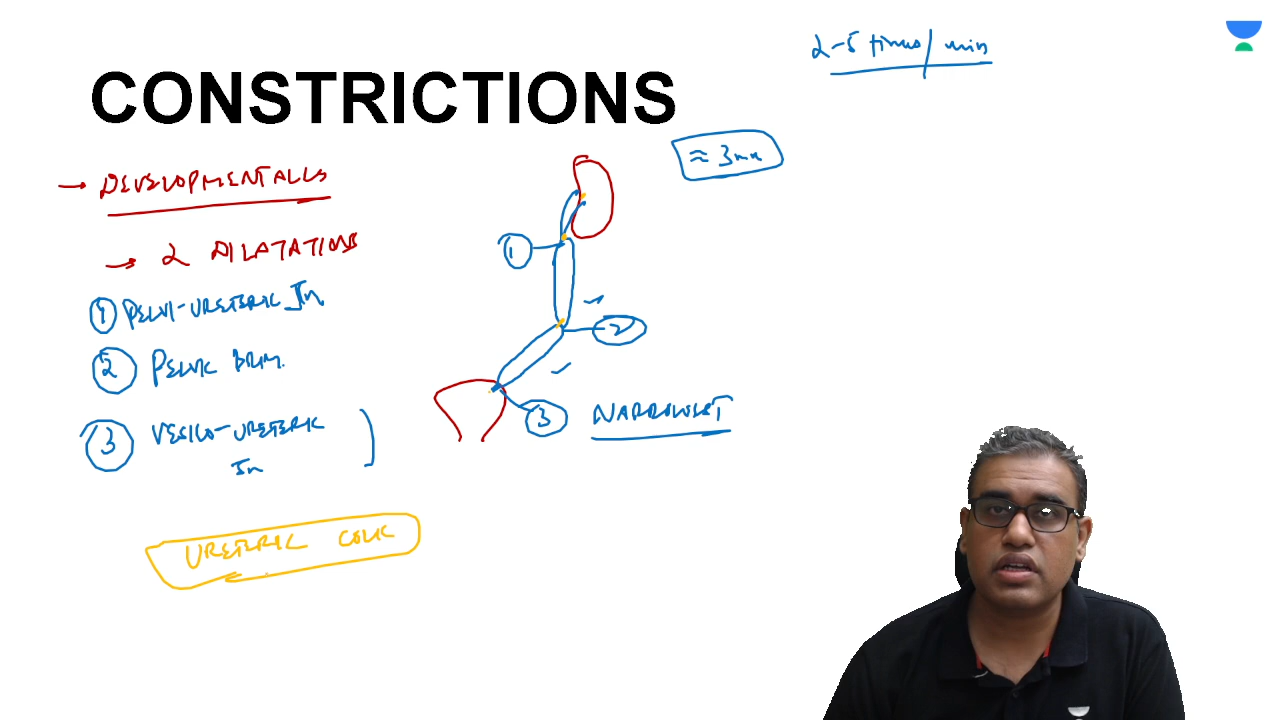 2-5 times/min
CONSTRICTIONS
≈ 3mm
→ DEVELOPMENTALLY
→ 2 DILATATIONS
① PELVI-URETERIC Jn
② PELVIC BRIM.
③ VESICO-URETERIC
Jn
1
2
3 NARROWEST
URETERIC COLIC